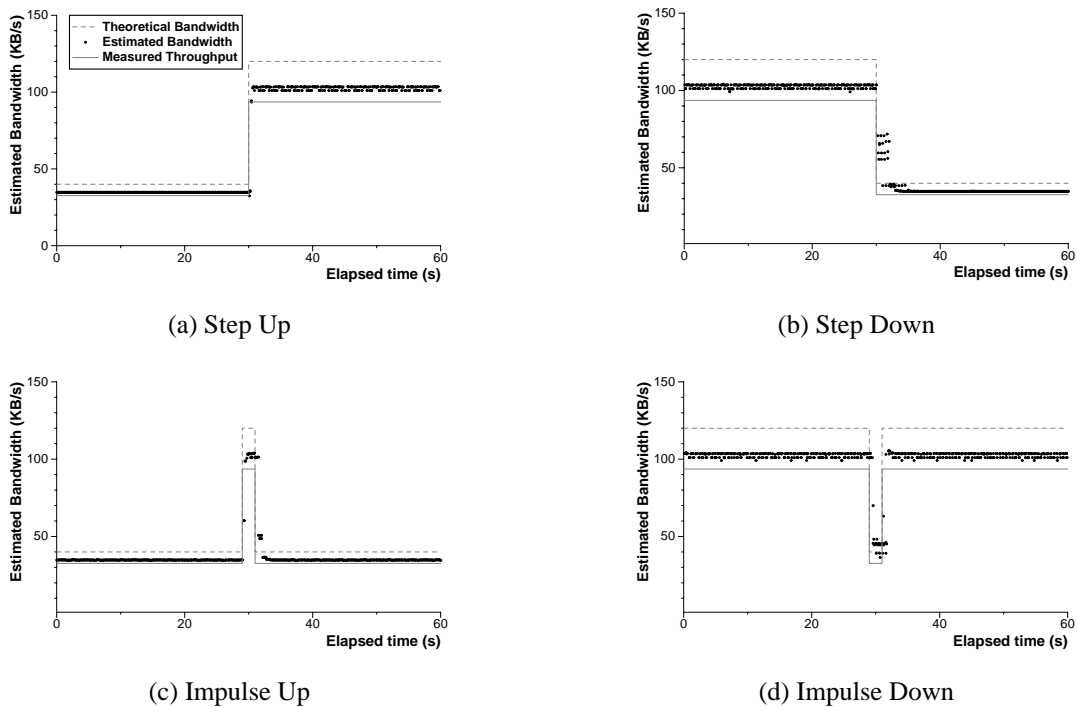 Theoretical Bandwidth
Estimated Bandwidth
Measured Throughput
Estimated Bandwidth (KB/s)
150
100
50
0
0
20
40
60
Elapsed time (s)
(a) Step Up
Estimated Bandwidth (KB/s)
150
100
50
0
20
40
60
Elapsed time (s)
(b) Step Down
Estimated Bandwidth (KB/s)
150
100
50
0
20
40
60
Elapsed time (s)
(c) Impulse Up
Estimated Bandwidth (KB/s)
150
100
50
0
20
40
60
Elapsed time (s)
(d) Impulse Down